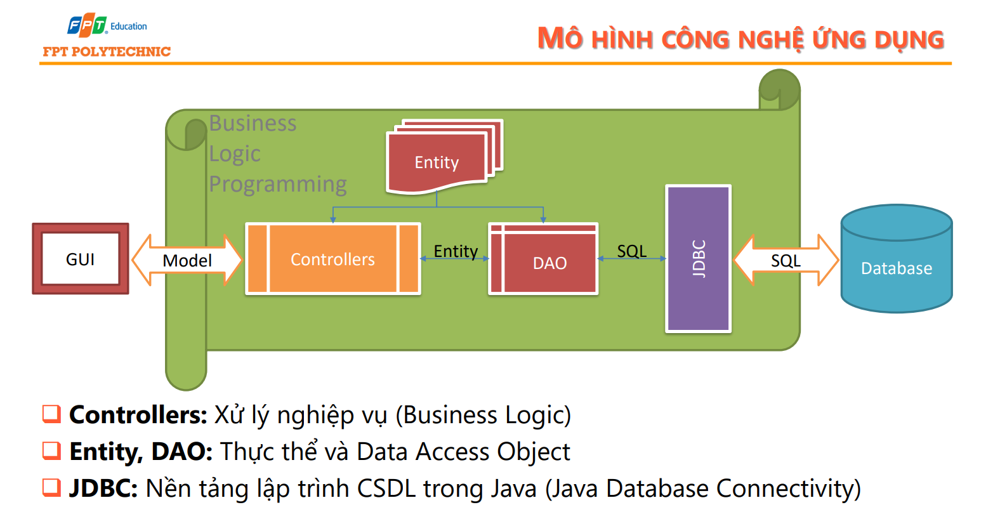 FPT Education
FPT POLYTECHNIC
MÔ HÌNH CÔNG NGHỆ ỨNG DỤNG
Business
Logic
Programming
Entity
GUI
Model
Controllers
Entity
DAO
SQL
JDBC
SQL
Database
Controllers: Xử lý nghiệp vụ (Business Logic)
Entity, DAO: Thực thể và Data Access Object
JDBC: Nền tảng lập trình CSDL trong Java (Java Database Connectivity)